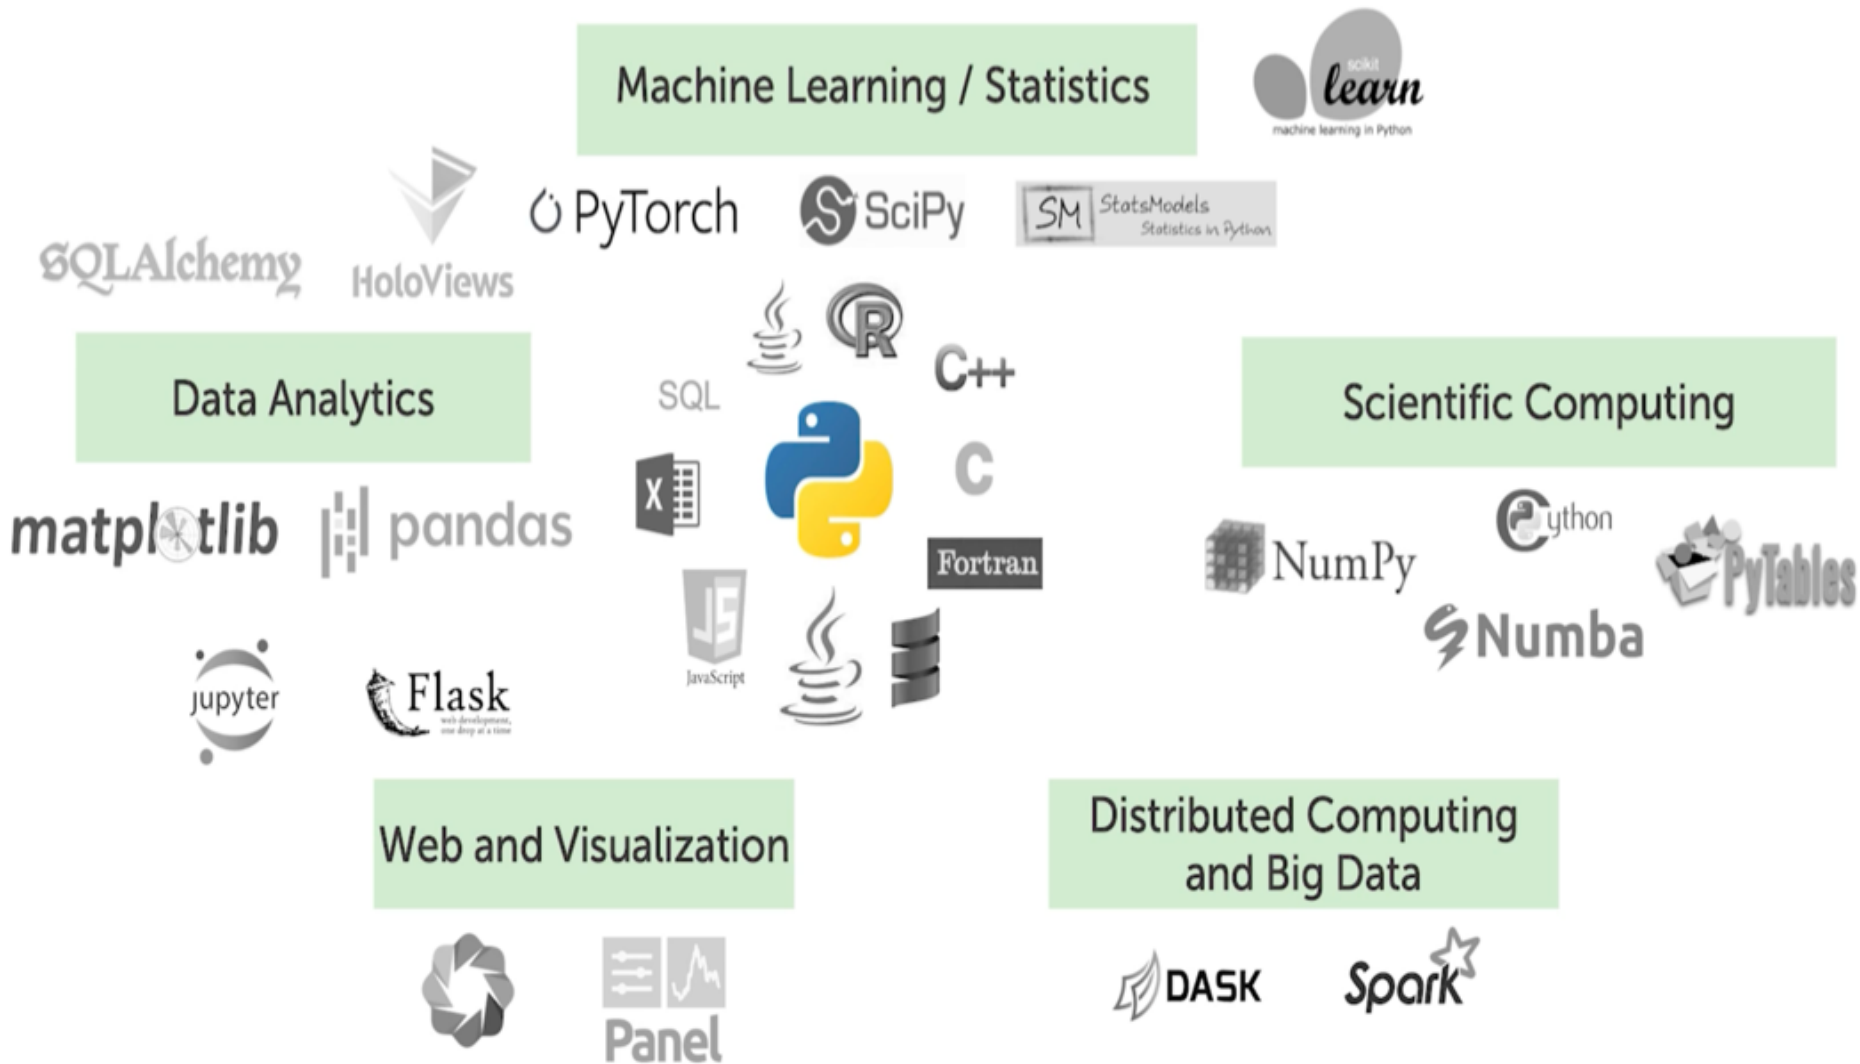 Machine Learning / Statistics
scikit
learn
machine learning in Python
PyTorch
SciPy
SM
StatsModels
Statistics in Python
SQLAlchemy
HoloViews
R
C++
SQL
Data Analytics
Scientific Computing
C
X
matplotlib
pandas
Fortran
NumPy
Cython
PyTables
Numba
JS
JavaScript
jupyter
Flask
web development,
one drop at a time
Web and Visualization
Distributed Computing
and Big Data
Panel
DASK
Spark